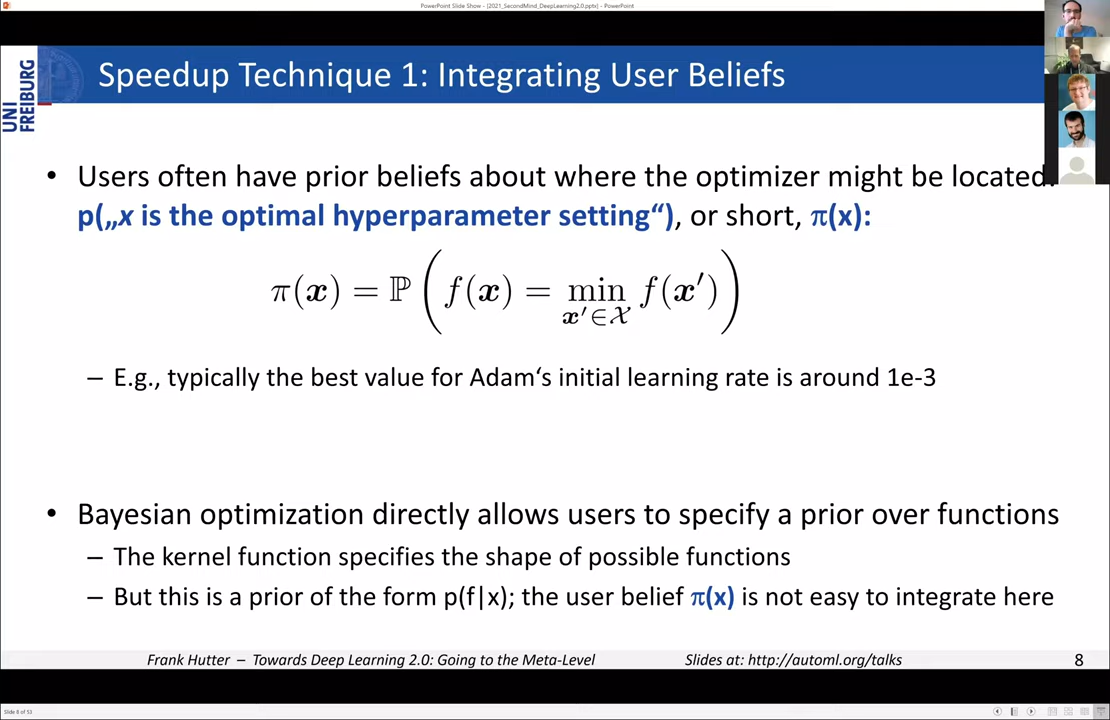 PowerPoint Slide Show - [2021_SecondMind_DeepLearning2.0.pptx] - PowerPoint
UNI
FREIBURG
Speedup Technique 1: Integrating User Beliefs
• Users often have prior beliefs about where the optimizer might be located:
p(„x is the optimal hyperparameter setting“), or short, π(x):
π(x) = ℙ ( f(x) = min_{x′∈𝒳} f(x′) )
– E.g., typically the best value for Adam‘s initial learning rate is around 1e-3
• Bayesian optimization directly allows users to specify a prior over functions
– The kernel function specifies the shape of possible functions
– But this is a prior of the form p(f|x); the user belief π(x) is not easy to integrate here
Frank Hutter – Towards Deep Learning 2.0: Going to the Meta-Level Slides at: http://automl.org/talks 8
Slide 8 of 53